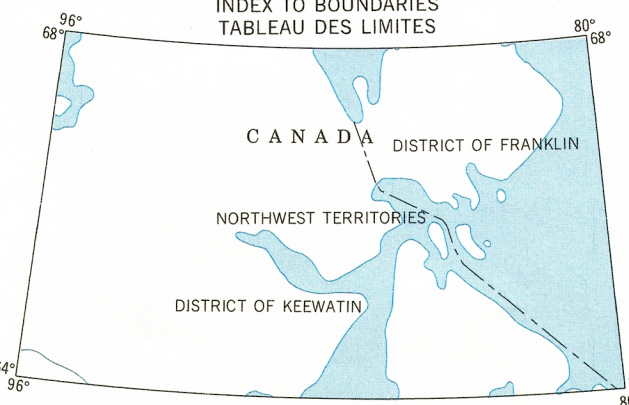 INDEX TO BOUNDARIES
TABLEAU DES LIMITES
96°
80°
68°
68°
CANADA
DISTRICT OF FRANKLIN
NORTHWEST TERRITORIES
DISTRICT OF KEEWATIN
96°